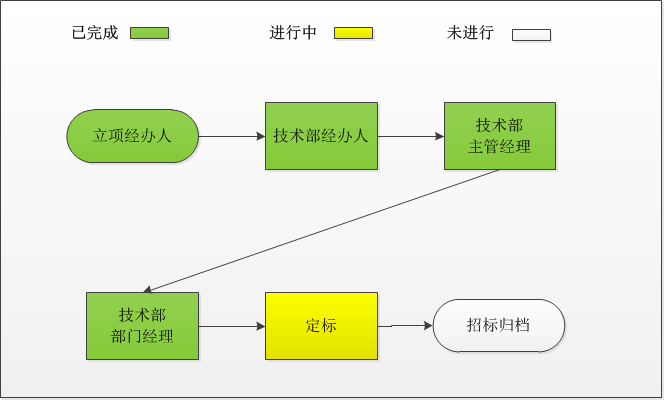 已完成
进行中
未进行
立项经办人
技术部经办人
技术部
主管经理
技术部
部门经理
定标
招标归档